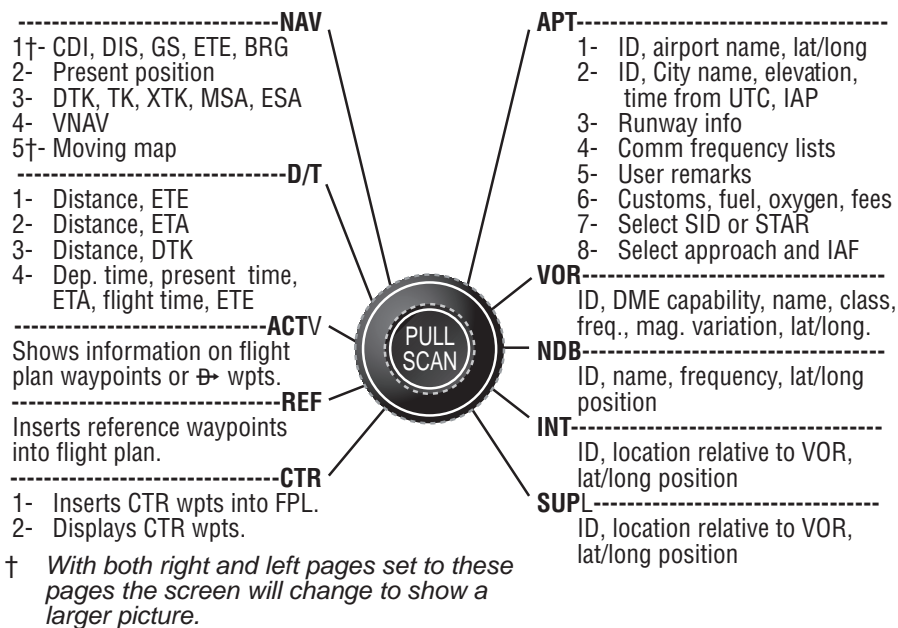 ------------------------------NAV
1†- CDI, DIS, GS, ETE, BRG
2- Present position
3- DTK, TK, XTK, MSA, ESA
4- VNAV
5†- Moving map
-------------------------------D/T
1- Distance, ETE
2- Distance, ETA
3- Distance, DTK
4- Dep. time, present time,
ETA, flight time, ETE
-----------------------------ACTV
Shows information on flight
plan waypoints or D→ wpts.
-------------------------------REF
Inserts reference waypoints
into flight plan.
-------------------------------CTR
1- Inserts CTR wpts into FPL.
2- Displays CTR wpts.
† With both right and left pages set to these
pages the screen will change to show a
larger picture.
PULL
SCAN
APT------------------------------------
1- ID, airport name, lat/long
2- ID, City name, elevation,
time from UTC, IAP
3- Runway info
4- Comm frequency lists
5- User remarks
6- Customs, fuel, oxygen, fees
7- Select SID or STAR
8- Select approach and IAF
VOR-----------------------------------
ID, DME capability, name, class,
freq., mag. variation, lat/long.
NDB-----------------------------------
ID, name, frequency, lat/long
position
INT------------------------------------
ID, location relative to VOR,
lat/long position
SUPL---------------------------------
ID, location relative to VOR,
lat/long position